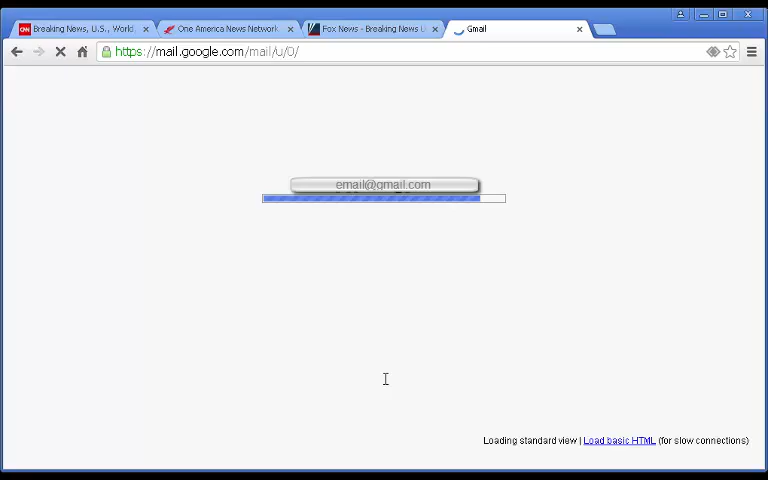 CNN Breaking News, U.S., World, One America News Network Fox News - Breaking News U Gmail
https://mail.google.com/mail/u/0/
email@gmail.com
Loading standard view | Load basic HTML (for slow connections)